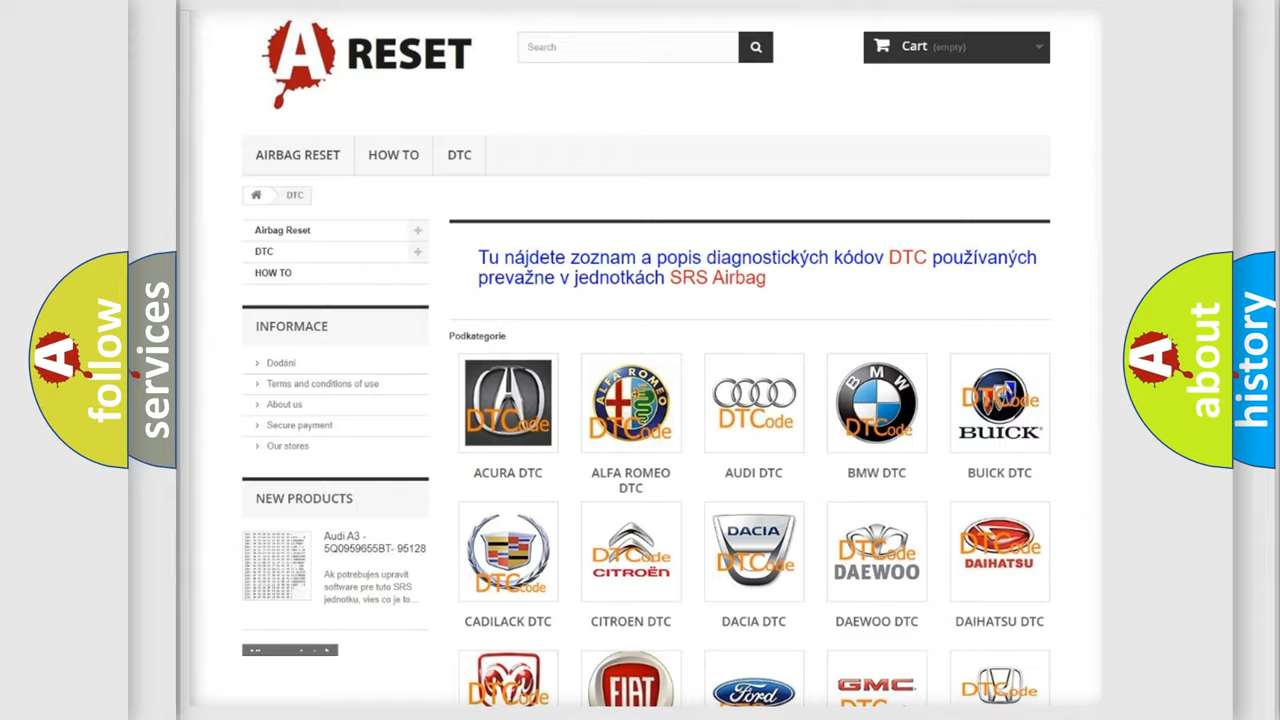 A RESET
Search
Cart (empty)
AIRBAG RESET
HOW TO
DTC
DTC
Airbag Reset
DTC
HOW TO
Tu nájdete zoznam a popis diagnostických kódov DTC používaných
prevažne v jednotkách SRS Airbag
INFORMACE
Dodání
Terms and conditions of use
About us
Secure payment
Our stores
NEW PRODUCTS
Audi A3 -
5Q0959655BT- 95128
Ak potrebujes upravit
software pre tuto SRS
jednotku, vies co je to...
Podkategorie
DTCode
ALFA ROMEO
DTCode
DTCode
BMW
DTCode
DTCode
BUICK
ACURA DTC
ALFA ROMEO
DTC
AUDI DTC
BMW DTC
BUICK DTC
DTCode
DTCode
CITROËN
DACIA
DTCode
DTCode
DAEWOO
DTCode
DAIHATSU
CADILACK DTC
CITROEN DTC
DACIA DTC
DAEWOO DTC
DAIHATSU DTC
DTCode
FIAT
Ford
GMC
DTCode
A
follow
services
A
about
history